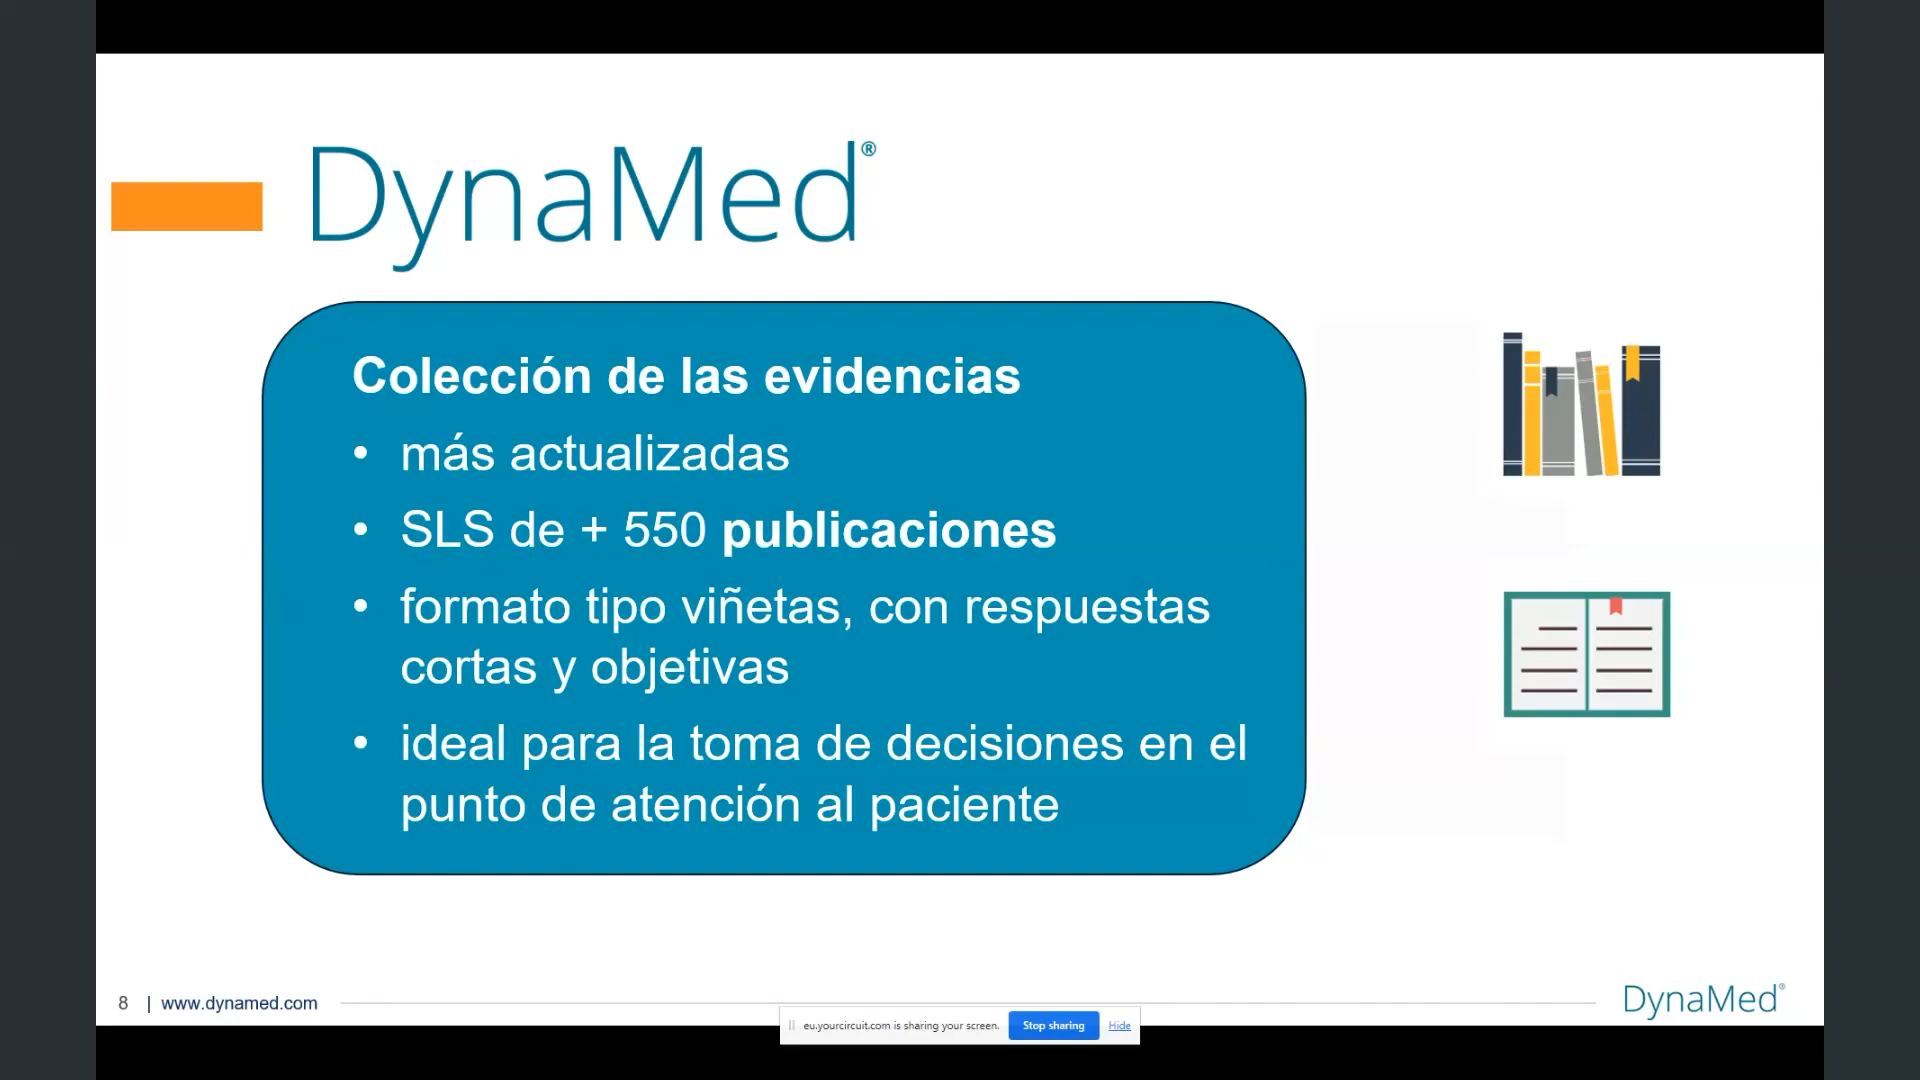 DynaMed®
Colección de las evidencias
• más actualizadas
• SLS de + 550 publicaciones
• formato tipo viñetas, con respuestas
cortas y objetivas
• ideal para la toma de decisiones en el
punto de atención al paciente
8 | www.dynamed.com
DynaMed®
eu.yourcircuit.com is sharing your screen. Stop sharing Hide